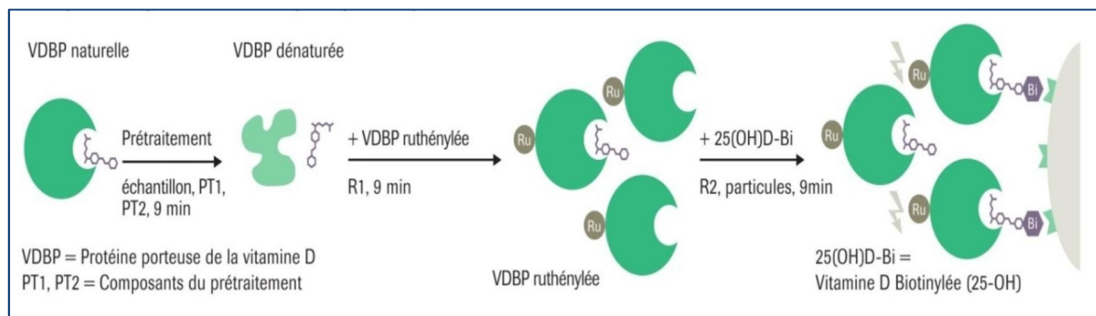 VDBP naturelle
VDBP dénaturée
Prétraitement
échantillon, PT1,
PT2, 9 min
+ VDBP ruthénylée
R1, 9 min
Ru
Ru
Ru
VDBP ruthénylée
+ 25(OH)D-Bi
R2, particules, 9min
Ru
Bi
Ru
Ru
Bi
VDBP = Protéine porteuse de la vitamine D
PT1, PT2 = Composants du prétraitement
25(OH)D-Bi =
Vitamine D Biotinylée (25-OH)